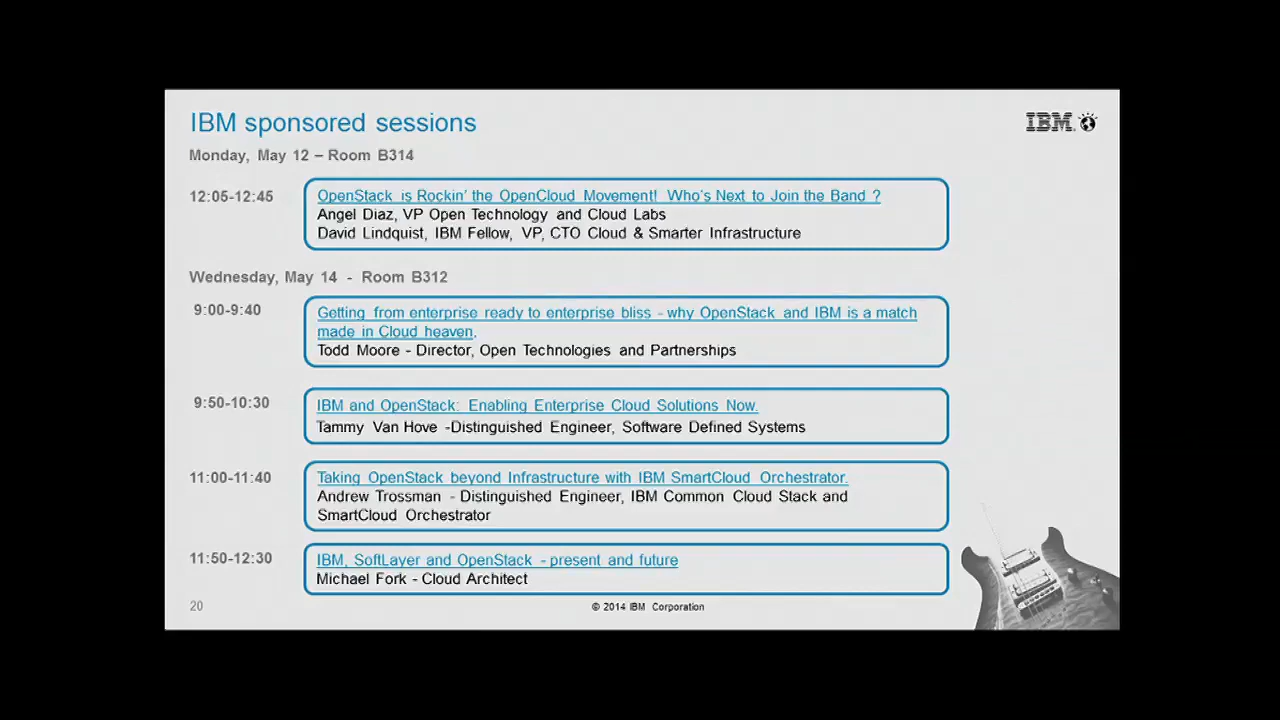 IBM sponsored sessions
IBM.
Monday, May 12 – Room B314
12:05-12:45
OpenStack is Rockin' the OpenCloud Movement! Who's Next to Join the Band ?
Angel Diaz, VP Open Technology and Cloud Labs
David Lindquist, IBM Fellow, VP, CTO Cloud & Smarter Infrastructure
Wednesday, May 14 - Room B312
9:00-9:40
Getting from enterprise ready to enterprise bliss - why OpenStack and IBM is a match
made in Cloud heaven.
Todd Moore - Director, Open Technologies and Partnerships
9:50-10:30
IBM and OpenStack: Enabling Enterprise Cloud Solutions Now.
Tammy Van Hove -Distinguished Engineer, Software Defined Systems
11:00-11:40
Taking OpenStack beyond Infrastructure with IBM SmartCloud Orchestrator.
Andrew Trossman - Distinguished Engineer, IBM Common Cloud Stack and
SmartCloud Orchestrator
11:50-12:30
IBM, SoftLayer and OpenStack - present and future
Michael Fork - Cloud Architect
20
© 2014 IBM Corporation